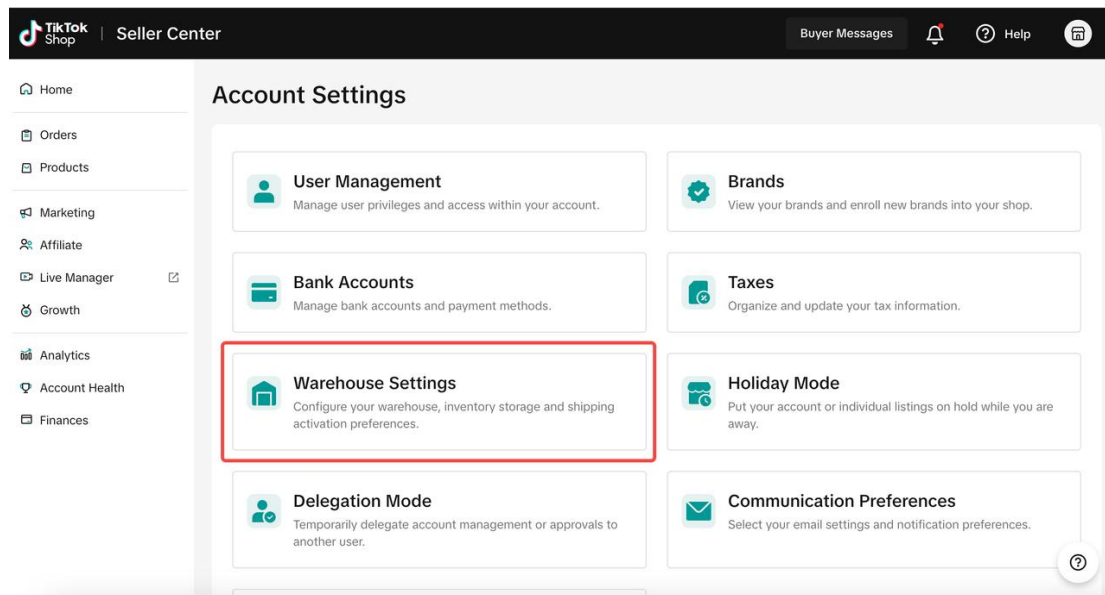 TikTok
Shop
Seller Center
Buyer Messages
Help
Home
Orders
Products
Marketing
Affiliate
Live Manager
Growth
Analytics
Account Health
Finances
Account Settings
User Management
Manage user privileges and access within your account.
Brands
View your brands and enroll new brands into your shop.
Bank Accounts
Manage bank accounts and payment methods.
Taxes
Organize and update your tax information.
Warehouse Settings
Configure your warehouse, inventory storage and shipping
activation preferences.
Holiday Mode
Put your account or individual listings on hold while you are
away.
Delegation Mode
Temporarily delegate account management or approvals to
another user.
Communication Preferences
Select your email settings and notification preferences.